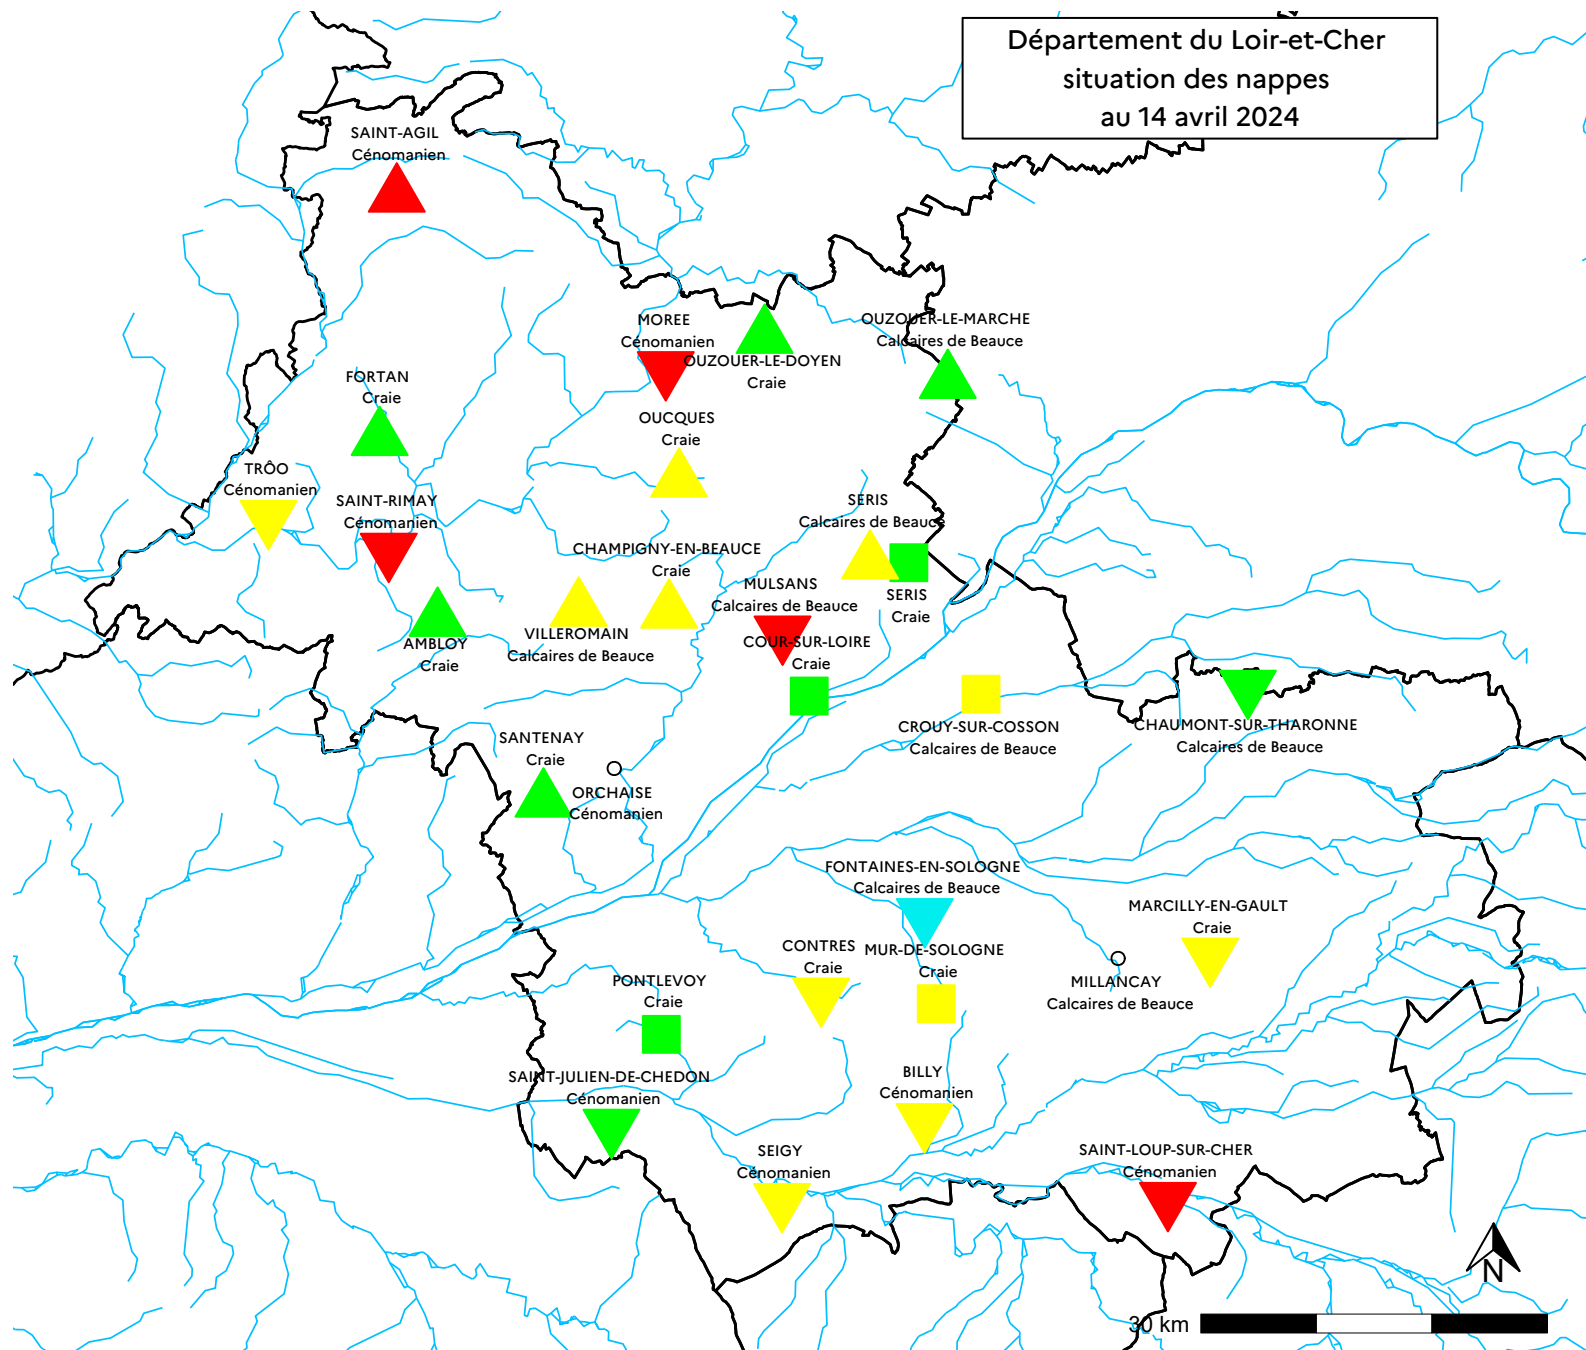 Département du Loir-et-Cher
situation des nappes
au 14 avril 2024
SAINT-AGIL
Cénomanien
MOREE
Cénomanien
OUZOUER-LE-DOYEN
Craie
OUZOUER-LE-MARCHE
Calcaires de Beauce
FORTAN
Craie
OUCQUES
Craie
TRÔO
Cénomanien
SAINT-RIMAY
Cénomanien
SERIS
Calcaires de Beauce
CHAMPIGNY-EN-BEAUCE
Craie
MULSANS
Calcaires de Beauce
SERIS
Craie
VILLEROMAIN
Calcaires de Beauce
AMBLOY
Craie
COUR-SUR-LOIRE
Craie
CROUY-SUR-COSSON
Calcaires de Beauce
CHAUMONT-SUR-THARONNE
Calcaires de Beauce
SANTENAY
Craie
ORCHAISE
Cénomanien
FONTAINES-EN-SOLOGNE
Calcaires de Beauce
MARCILLY-EN-GAULT
Craie
CONTRES
Craie
MUR-DE-SOLOGNE
Craie
MILLANCAY
Calcaires de Beauce
PONTLEVOY
Craie
SAINT-JULIEN-DE-CHEDON
Cénomanien
BILLY
Cénomanien
SEIGY
Cénomanien
SAINT-LOUP-SUR-CHER
Cénomanien
N
30 km